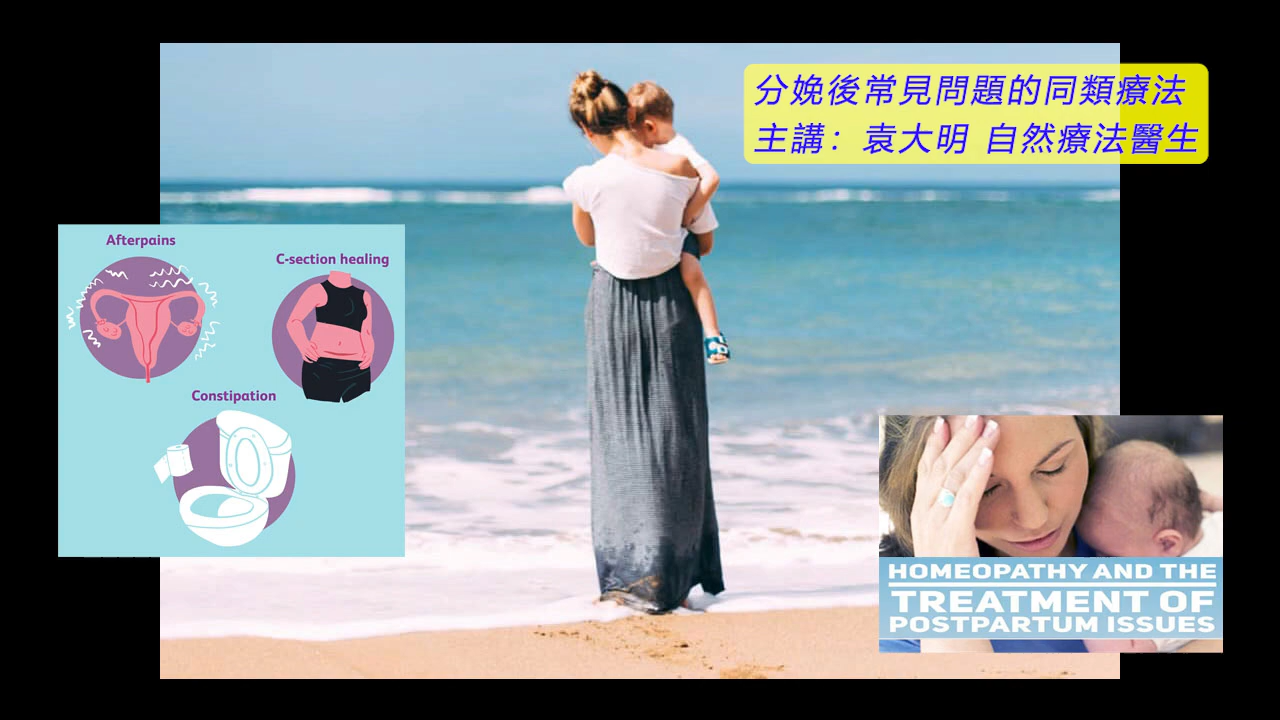 分娩後常見問題的同類療法
主講：袁大明 自然療法醫生
Afterpains
C-section healing
Constipation
HOMEOPATHY AND THE
TREATMENT OF
POSTPARTUM ISSUES